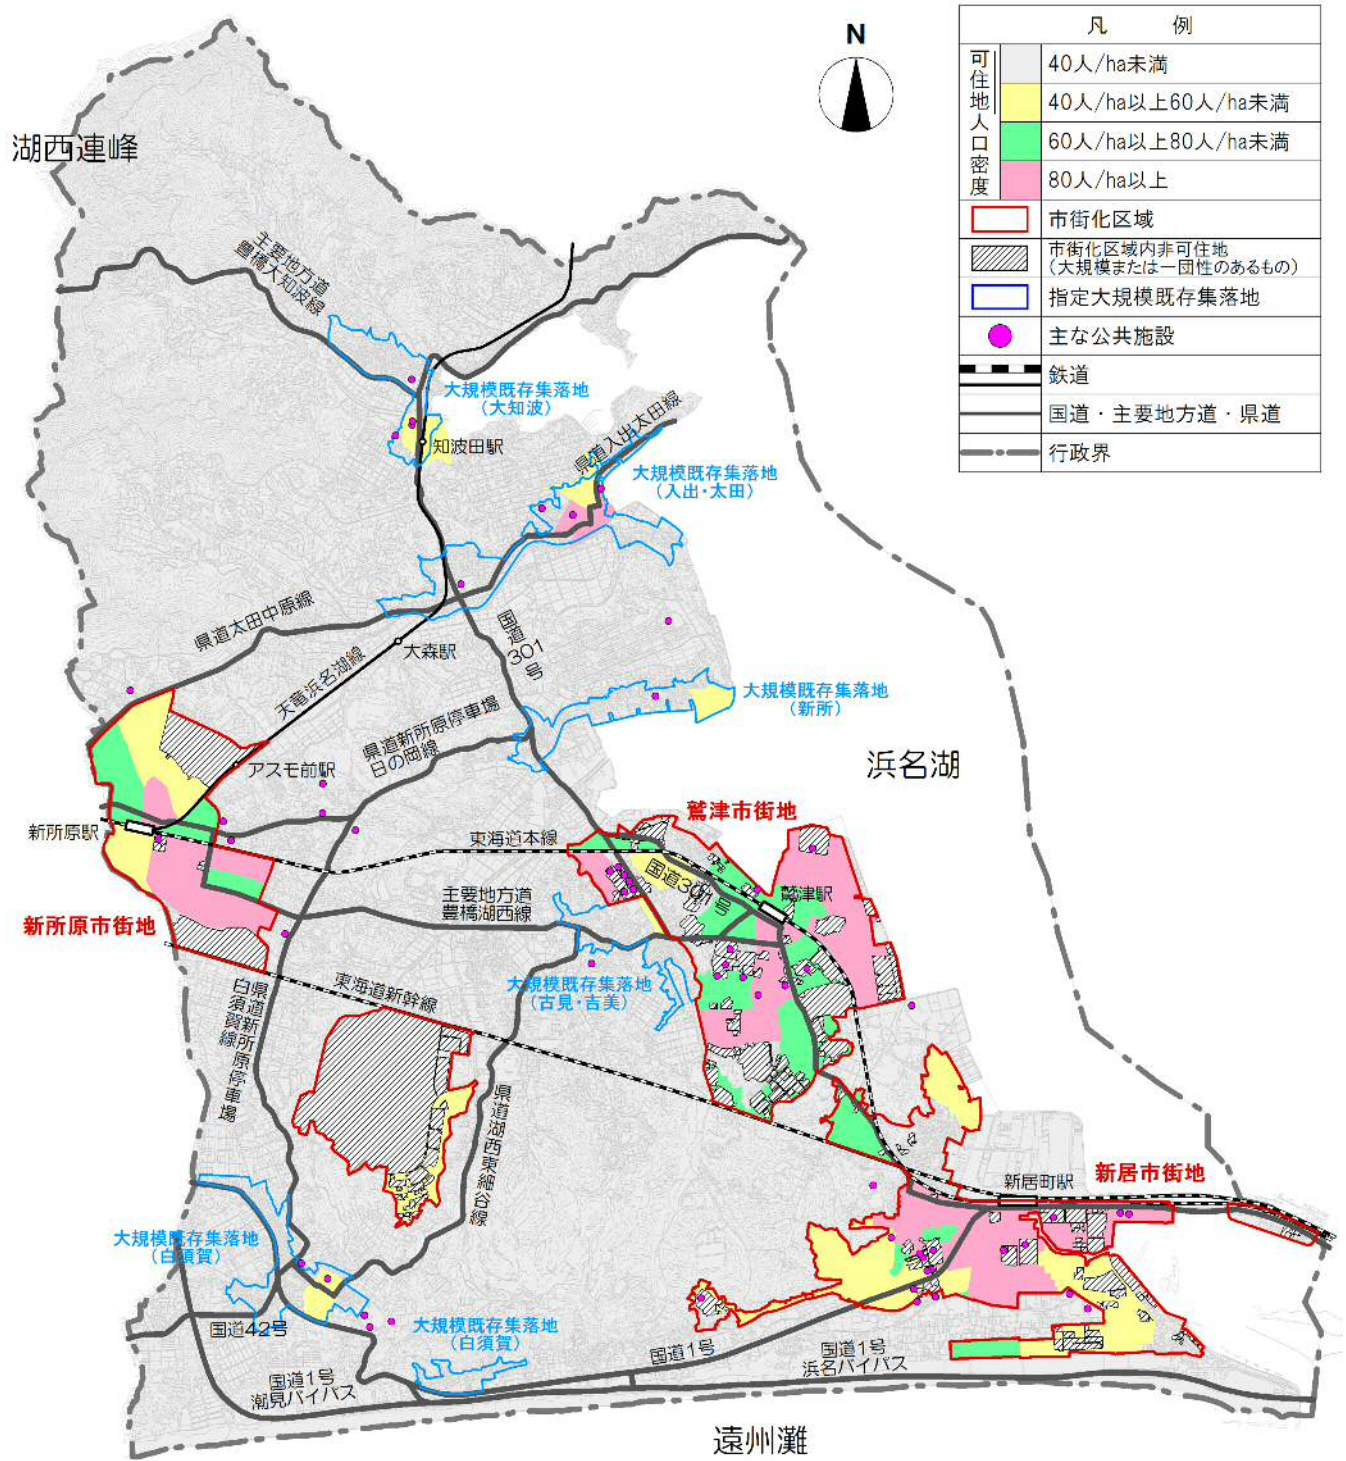 N
凡 例
可住地人口密度
40人/ha未満
40人/ha以上60人/ha未満
60人/ha以上80人/ha未満
80人/ha以上
市街化区域
市街化区域内非可住地
(大規模または一団性のあるもの)
指定大規模既存集落地
主な公共施設
鉄道
国道・主要地方道・県道
行政界
湖西連峰
主要地方道
豊橋大知波線
大規模既存集落地
(大知波)
知波田駅
県道入出太田線
大規模既存集落地
(入出・太田)
県道太田中原線
国道301号
大森駅
天竜浜名湖線
大規模既存集落地
(新所)
県道新所原停車場
日の岡線
アスモ前駅
浜名湖
鷲津市街地
新所原駅
東海道本線
国道301号
鷲津駅
主要地方道
豊橋湖西線
新所原市街地
大規模既存集落地
(古見・吉美)
東海道新幹線
県道新所原停車場
白須賀線
県道湖西東細谷線
新居町駅
新居市街地
大規模既存集落地
(白須賀)
国道42号
大規模既存集落地
(白須賀)
国道1号
国道1号
浜名バイパス
国道1号
潮見バイパス
遠州灘